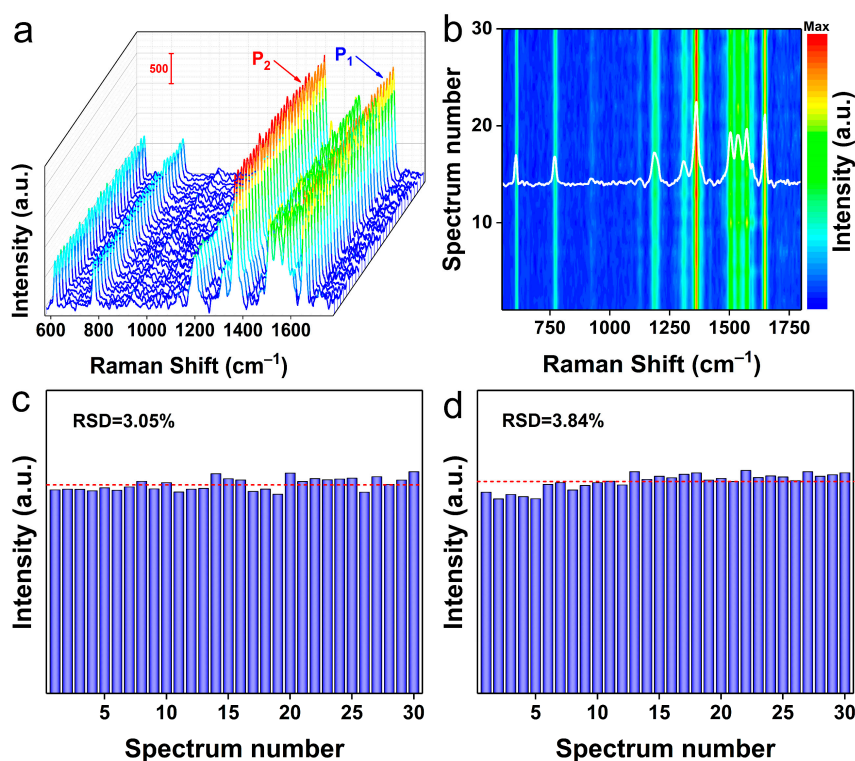 a
500
P2
P1
Intensity (a.u.)
600 800 1000 1200 1400 1600
Raman Shift (cm−1)
b
30
20
10
Spectrum number
750 1000 1250 1500 1750
Raman Shift (cm−1)
Max
Intensity (a.u.)
c
RSD=3.05%
Intensity (a.u.)
5 10 15 20 25 30
Spectrum number
d
RSD=3.84%
Intensity (a.u.)
5 10 15 20 25 30
Spectrum number